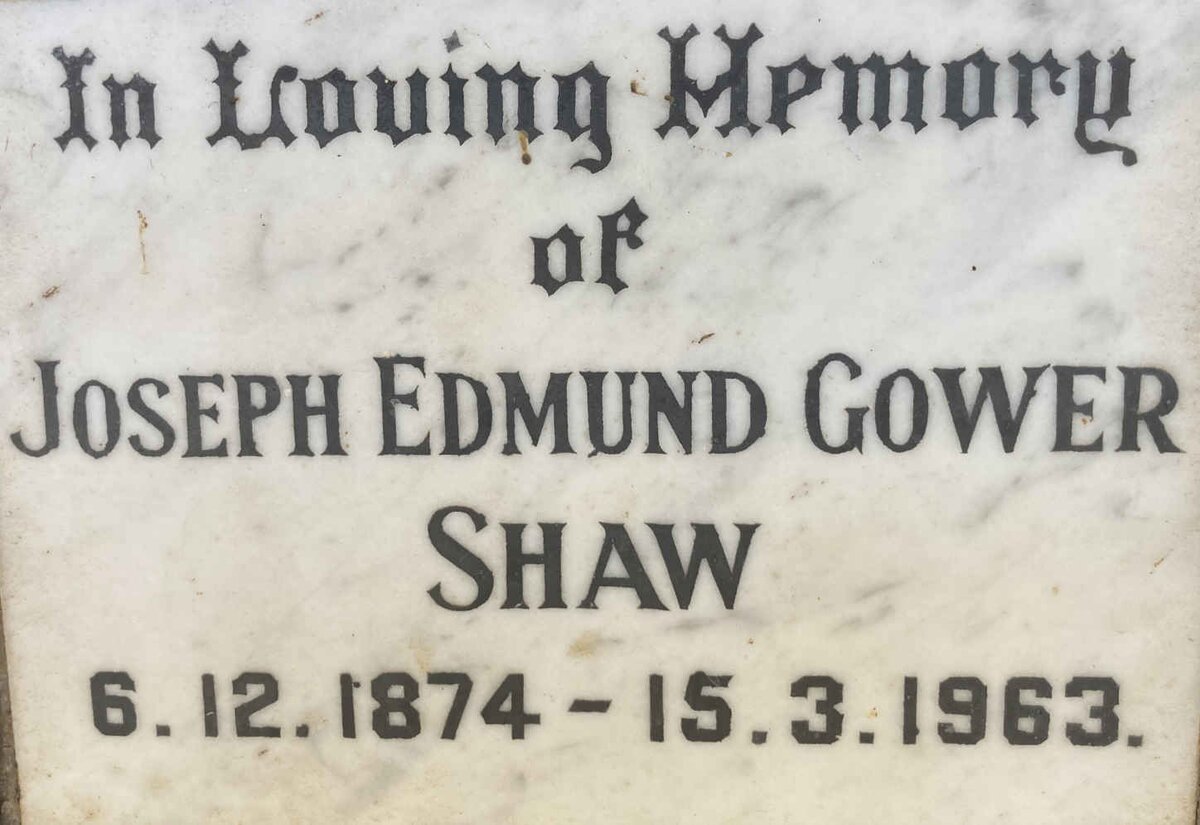 In Loving Memory
of
JOSEPH EDMUND GOWER
SHAW
6.12.1874 – 15.3.1963.